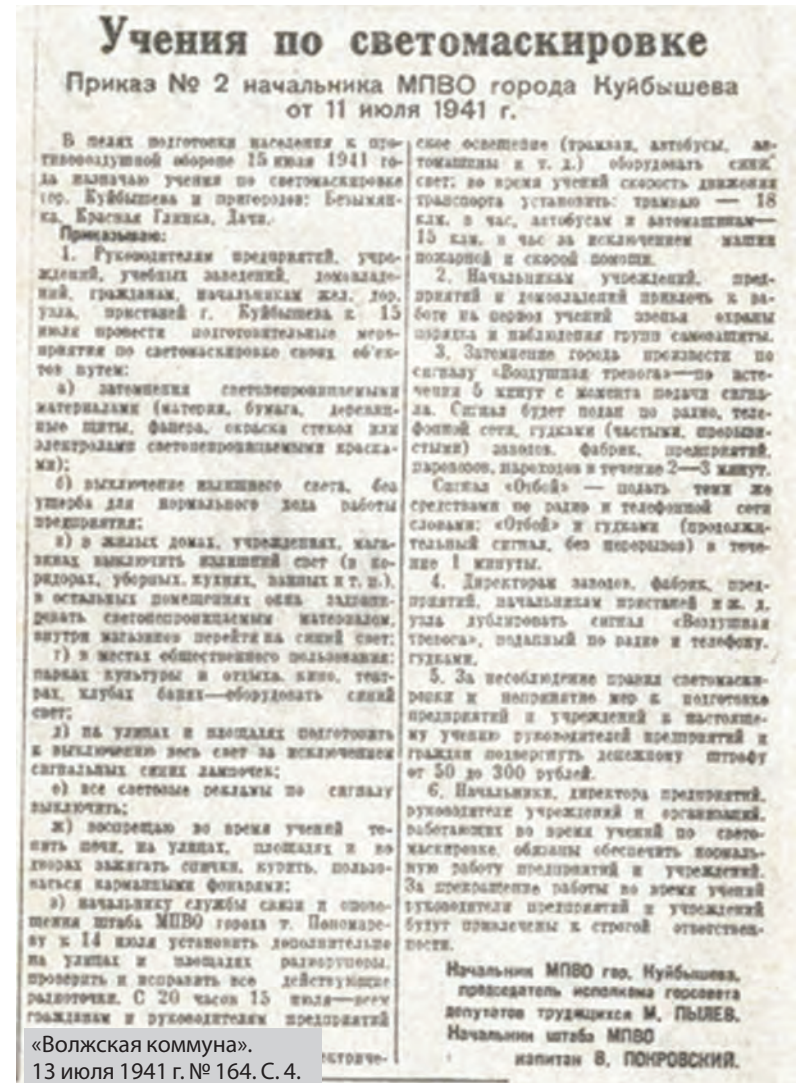 Учения по светомаскировке
Приказ № 2 начальника МПВО города Куйбышева
от 11 июля 1941 г.
В целях подготовки населения к про-
тивовоздушной обороне 15 июля 1941 го-
да назначаю учения по светомаскировке
гор. Куйбышева и пригородов: Безымян-
ка, Красная Глинка, Дачи.
Приказываю:
1. Руководителям предприятий, учре-
ждений, учебных заведений, домовладе-
ний, гражданам, начальникам жел. дор.
узла, пристаней г. Куйбышева к 15
июля провести подготовительные меро-
приятия по светомаскировке своих об'ек-
тов путем:
а) затемнения светонепроницаемыми
материалами (материя, бумага, деревян-
ные щиты, фанера, окраска стекол или
электроламп светонепроницаемыми краска-
ми);
б) выключение излишнего света, без
ущерба для нормального хода работы
предприятия;
в) в жилых домах, учреждениях, мага-
зинах выключить излишний свет (в ко-
ридорах, уборных, кухнях, ванных и т. п.),
в остальных помещениях окна
светонепроницаемым материалом,
внутри магазинов перейти на синий свет;
г) в местах общественного пользования:
парках культуры и отдыха, кино, теат-
рах, клубах банях—оборудовать синий
свет;
д) на улицах и площадях подготовить
к выключению весь свет за исключением
сигнальных синих лампочек;
е) все световые рекламы по сигналу
выключить;
ж) воспрещаю во время учений то-
пить печи, на улицах, площадях и во
дворах зажигать спички, курить, пользо-
ваться карманными фонарями;
з) начальнику службы связи и опове-
щения штаба МПВО города т. Пономаре-
ву к 14 июля установить дополнительно
на улицах и площадях радиорупоры,
проверить и исправить все действующие
радиоточки. С 20 часов 15 июля—всем
гражданам и руководителям предприятий
ектриче-
ское освещение (трамваи, автобусы, ав-
томашины и т. д.) оборудовать синий
свет; во время учений скорость движения
транспорта установить: трамваю — 18
клм. в час, автобусам и автомашинам—
15 клм. в час за исключением машин
пожарной и скорой помощи.
2. Начальникам учреждений, пред-
приятий и домовладений привлечь к ра-
боте на период учений звенья охраны
порядка и наблюдения групп самозащиты.
3. Затемнение города произвести по
сигналу «Воздушная тревога»—по исте-
чении 5 минут с момента подачи сигна-
ла. Сигнал будет подан по радио, теле-
фонной сети, гудками (частыми, прерыви-
стыми) заводов, фабрик, предприятий,
паровозов, пароходов в течение 2—3 минут.
Сигнал «Отбой» — подать теми же
средствами по радио и телефонной сети
словами: «Отбой» и гудками (продолжи-
тельный сигнал, без перерывов) в тече-
ние 1 минуты.
4. Директорам заводов, фабрик, пред-
приятий, начальникам пристаней и ж. д.
узла дублировать сигнал «Воздушная
тревога», поданный по радио и телефону,
гудками.
5. За несоблюдение правил светомаски-
ровки и непринятие мер к подготовке
предприятий и учреждений к настояще-
му учению руководителей предприятий и
граждан подвергнуть денежному штрафу
от 50 до 300 рублей.
6. Начальники, директора предприятий,
руководители учреждений и организаций,
работающих во время учений по свето-
маскировке, обязаны обеспечить нормаль-
ную работу предприятий и учреждений.
За прекращение работы во время учений
руководители предприятий и учреждений
будут привлечены к строгой ответствен-
ности.
Начальник МПВО гор. Куйбышева,
председатель исполкома горсовета
депутатов трудящихся М. ПЫЛЕВ.
Начальник штаба МПВО
капитан В. ПОКРОВСКИЙ.
«Волжская коммуна».
13 июля 1941 г. № 164. С. 4.